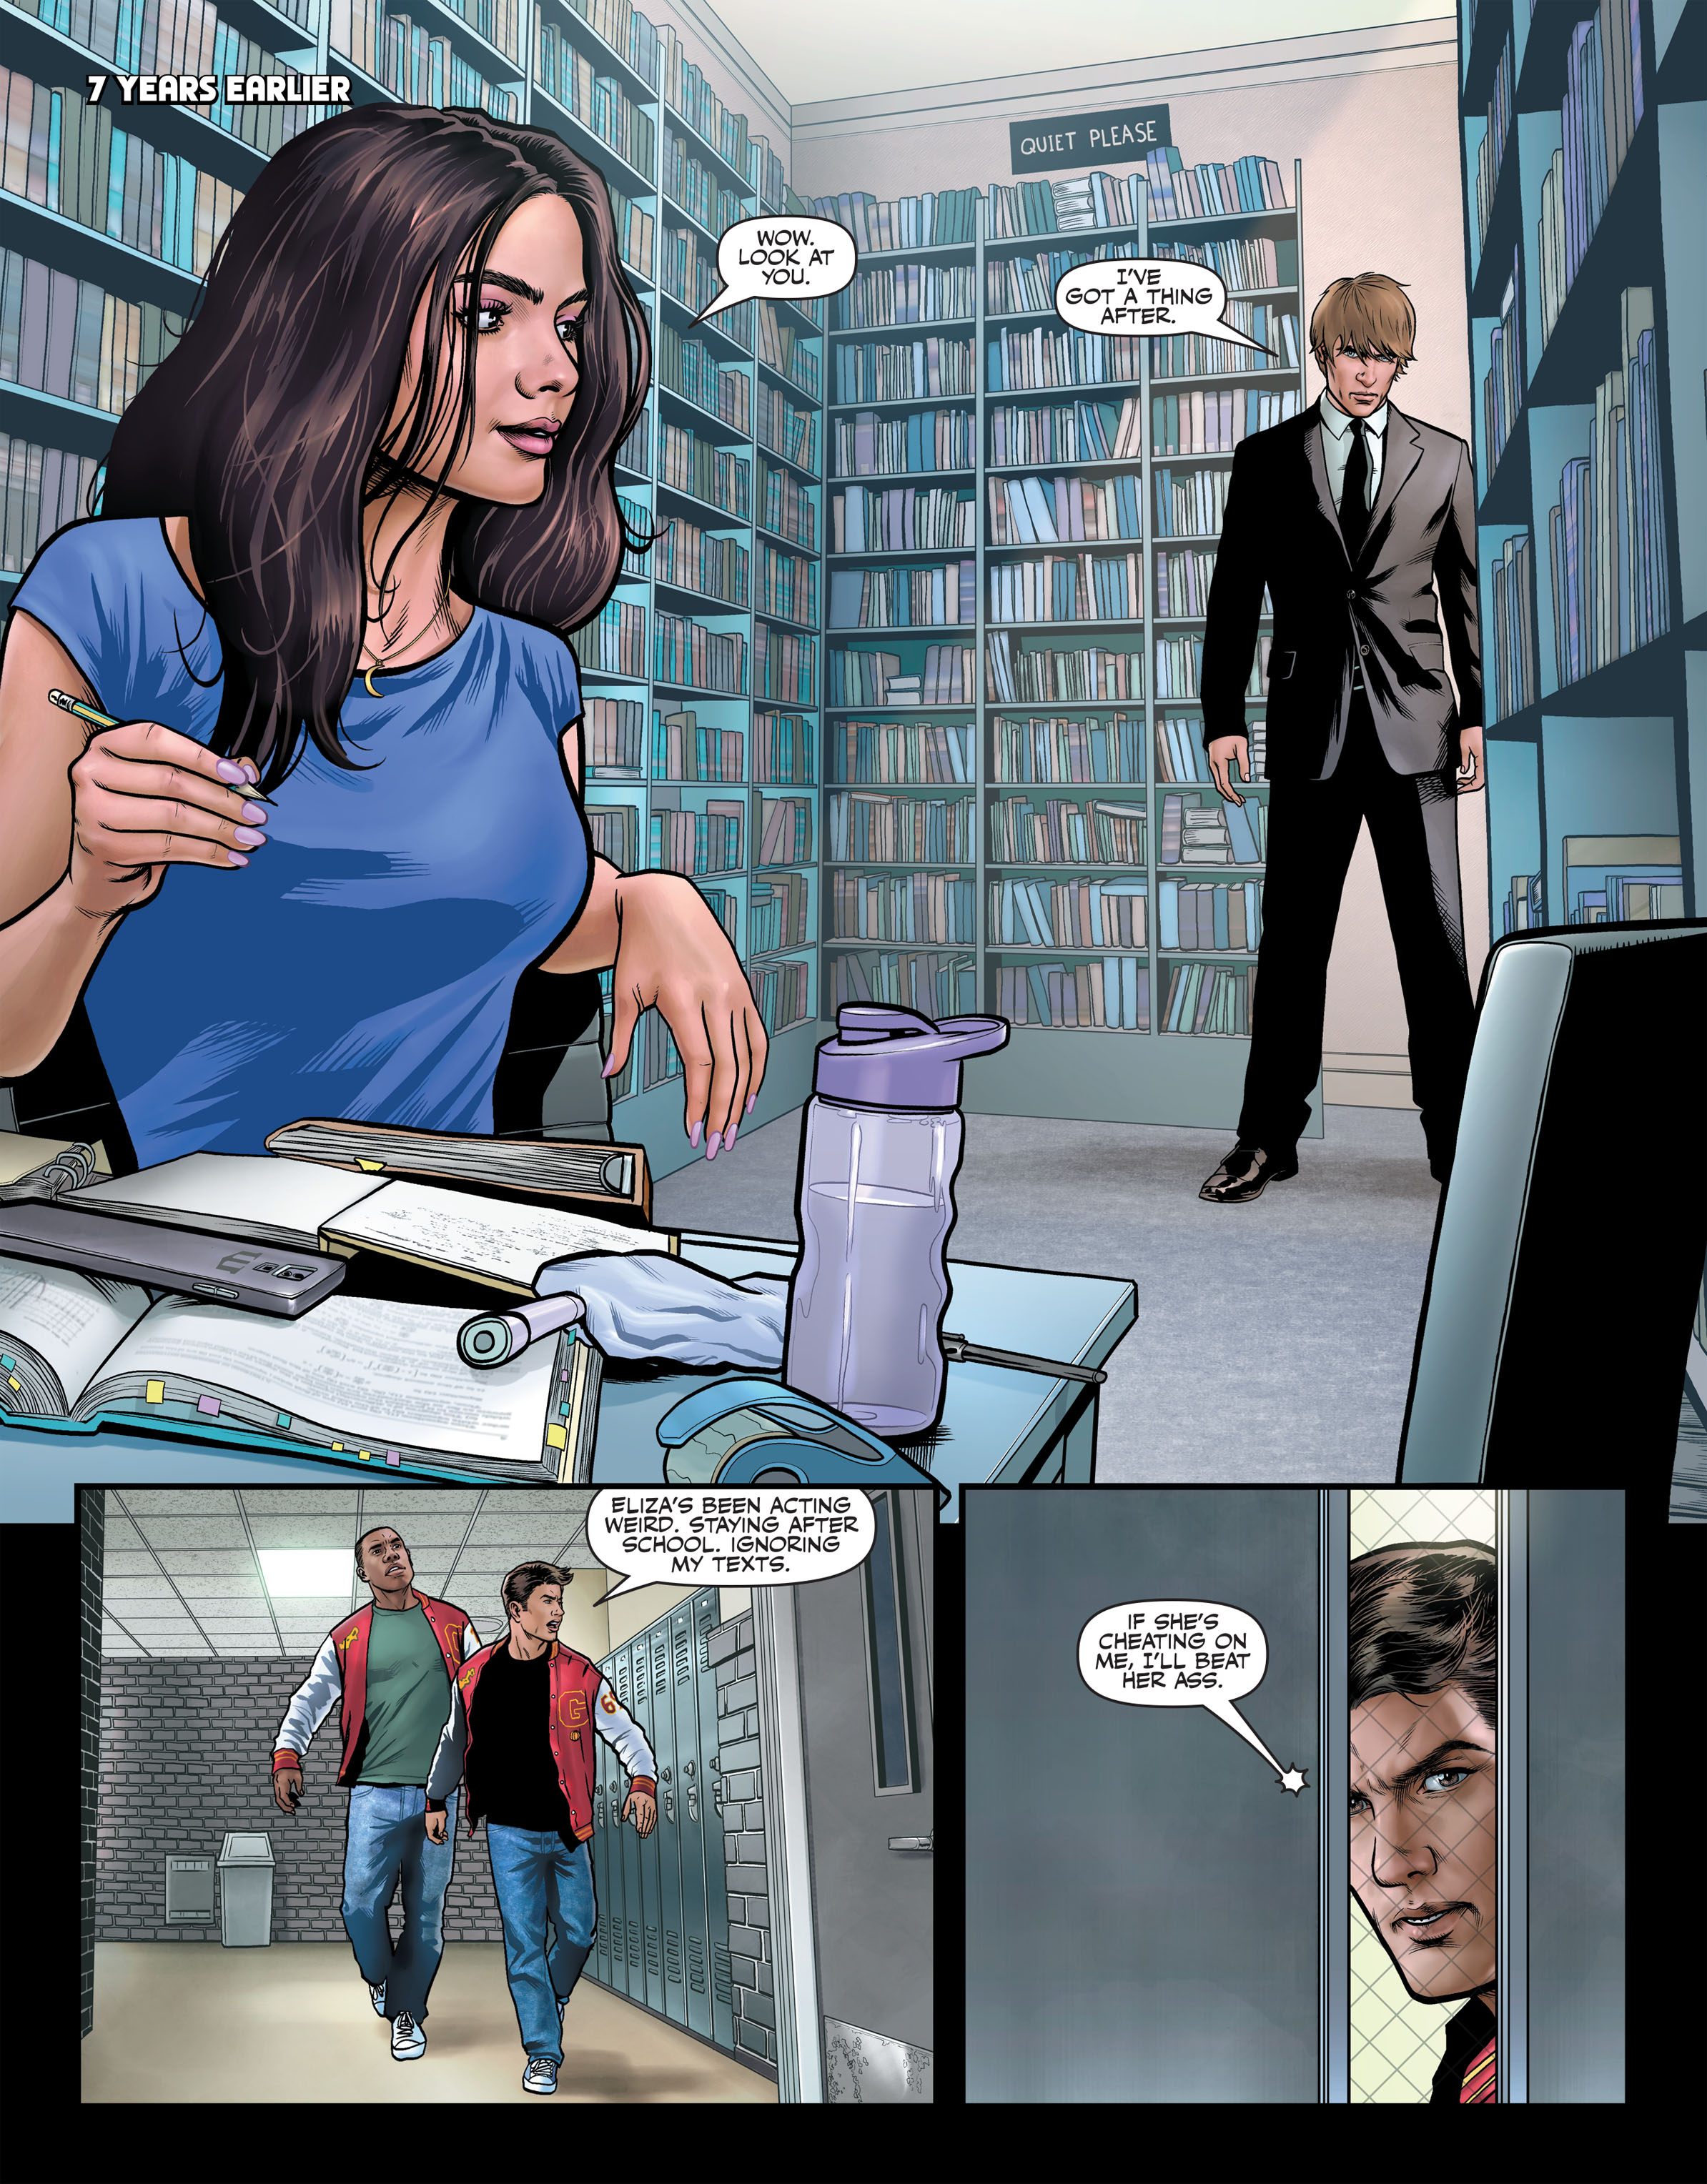 7 YEARS EARLIER
QUIET PLEASE
WOW.
LOOK AT
YOU.
I'VE
GOT A THING
AFTER.
ELIZA'S BEEN ACTING
WEIRD. STAYING AFTER
SCHOOL. IGNORING
MY TEXTS.
G
IF SHE'S
CHEATING ON
ME, I'LL BEAT
HER ASS.